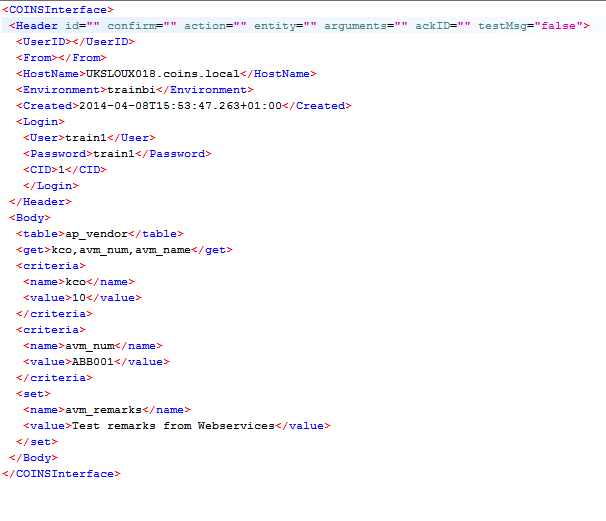 <COINSInterface>
<Header id="" confirm="" action="" entity="" arguments="" ackID="" testMsg="false">
<UserID></UserID>
<From></From>
<HostName>UKSLOUX018.coins.local</HostName>
<Environment>trainbi</Environment>
<Created>2014-04-08T15:53:47.263+01:00</Created>
<Login>
<User>train1</User>
<Password>train1</Password>
<CID>1</CID>
</Login>
</Header>
<Body>
<table>ap_vendor</table>
<get>kco,avm_num,avm_name</get>
<criteria>
<name>kco</name>
<value>10</value>
</criteria>
<criteria>
<name>avm_num</name>
<value>ABB001</value>
</criteria>
<set>
<name>avm_remarks</name>
<value>Test remarks from Webservices</value>
</set>
</Body>
</COINSInterface>